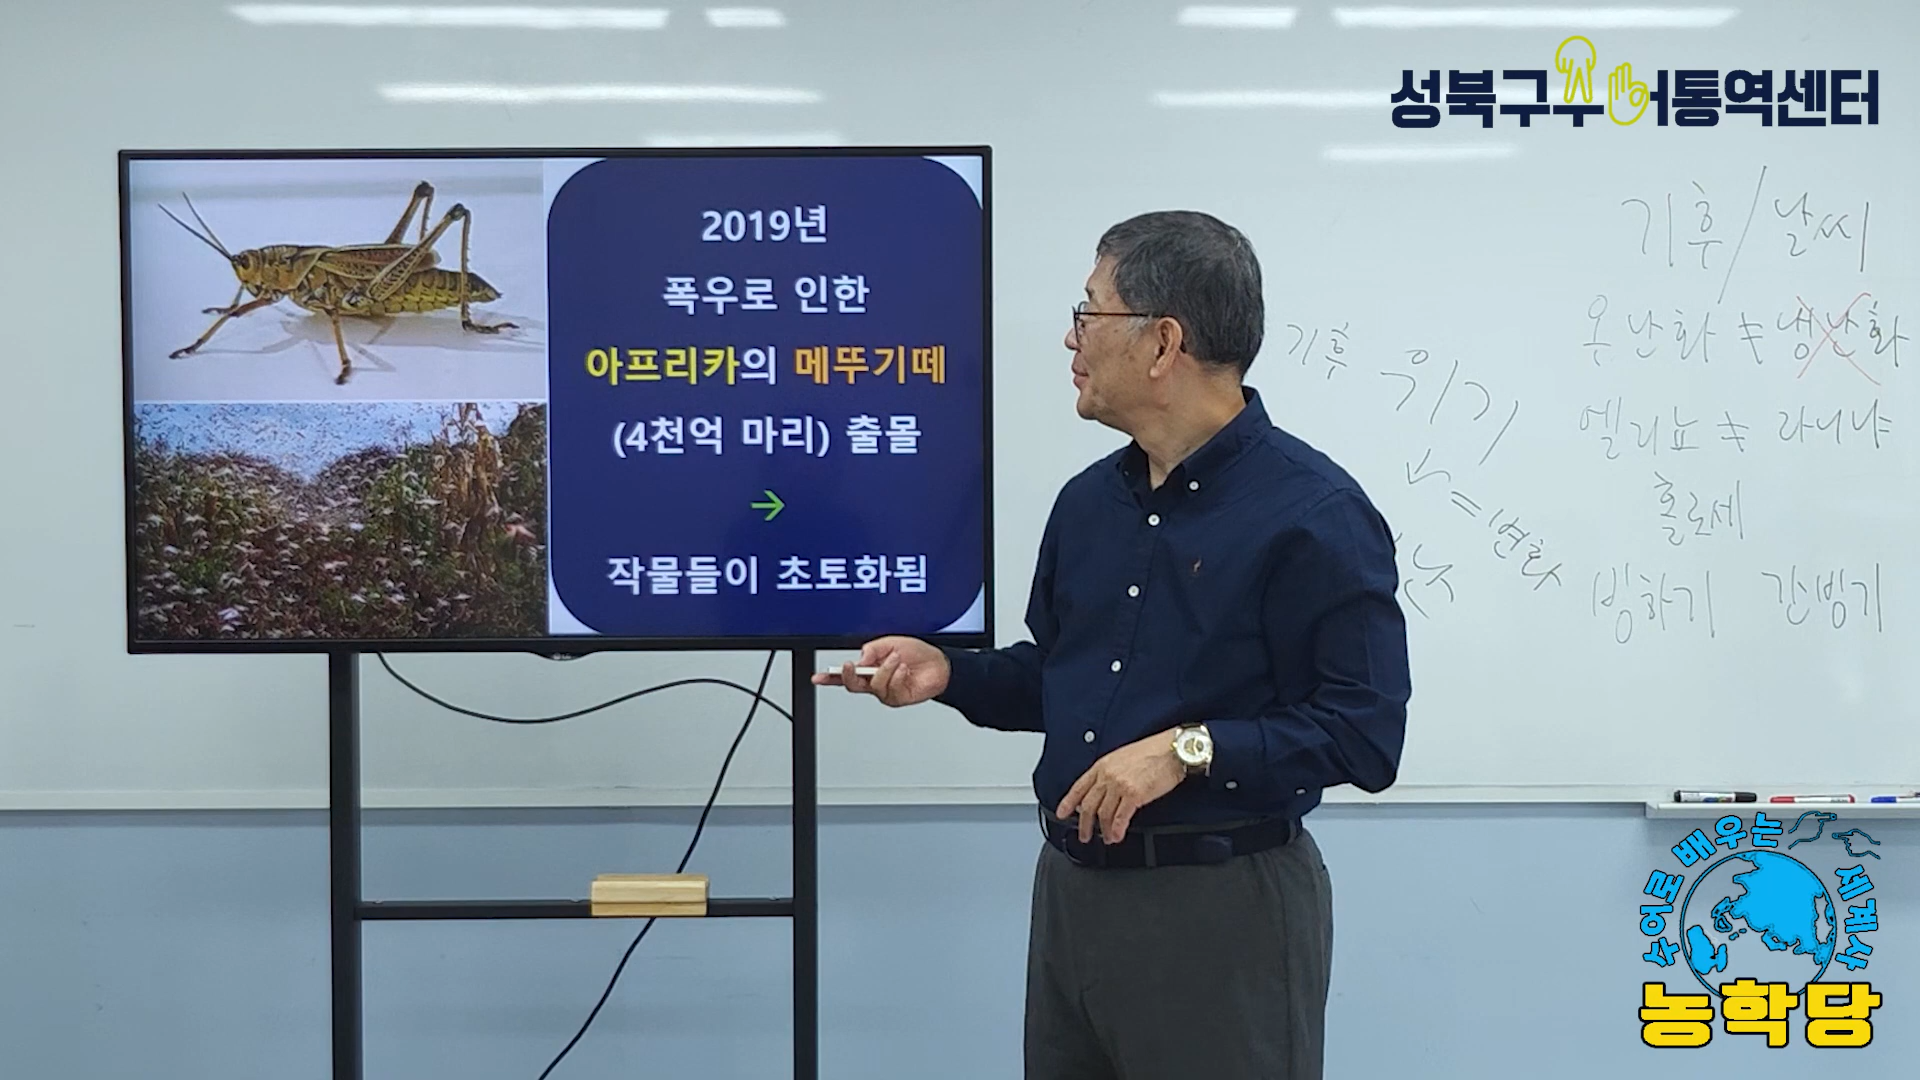 성북구수어통역센터
2019년
폭우로 인한
아프리카의 메뚜기떼
(4천억 마리) 출몰
→
작물들이 초토화됨
기후/날씨
온난화 ≠ 냉난화
기후 위기
엘리뇨 ≠ 라니냐
= 변화
홀로세
빙하기 간빙기
수어로 배우는 세계사
농학당